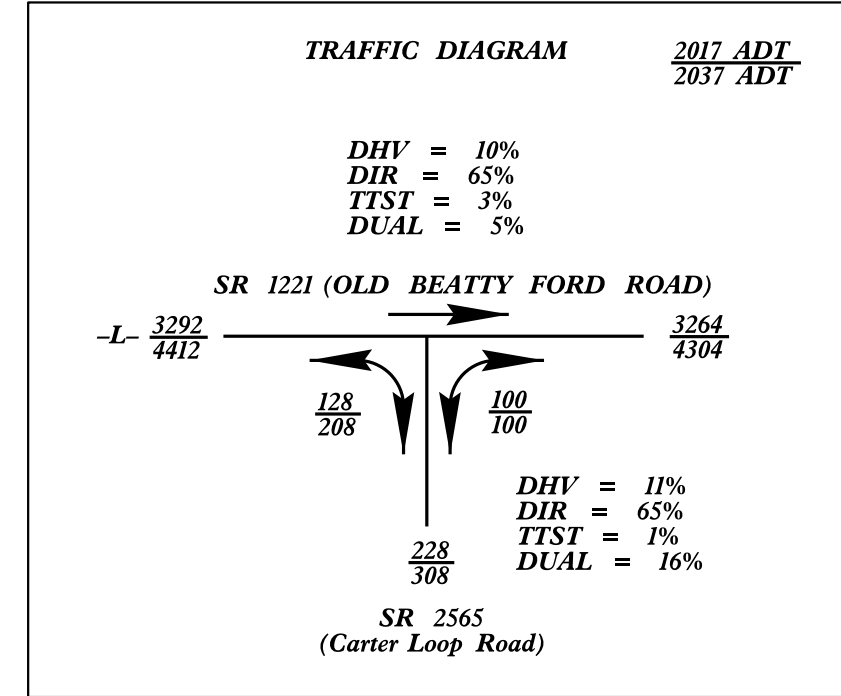 TRAFFIC DIAGRAM
2017 ADT
2037 ADT
DHV = 10%
DIR = 65%
TTST = 3%
DUAL = 5%
SR 1221 (OLD BEATTY FORD ROAD)
-L- 3292
4412
3264
4304
128
208
100
100
DHV = 11%
DIR = 65%
TTST = 1%
DUAL = 16%
228
308
SR 2565
(Carter Loop Road)